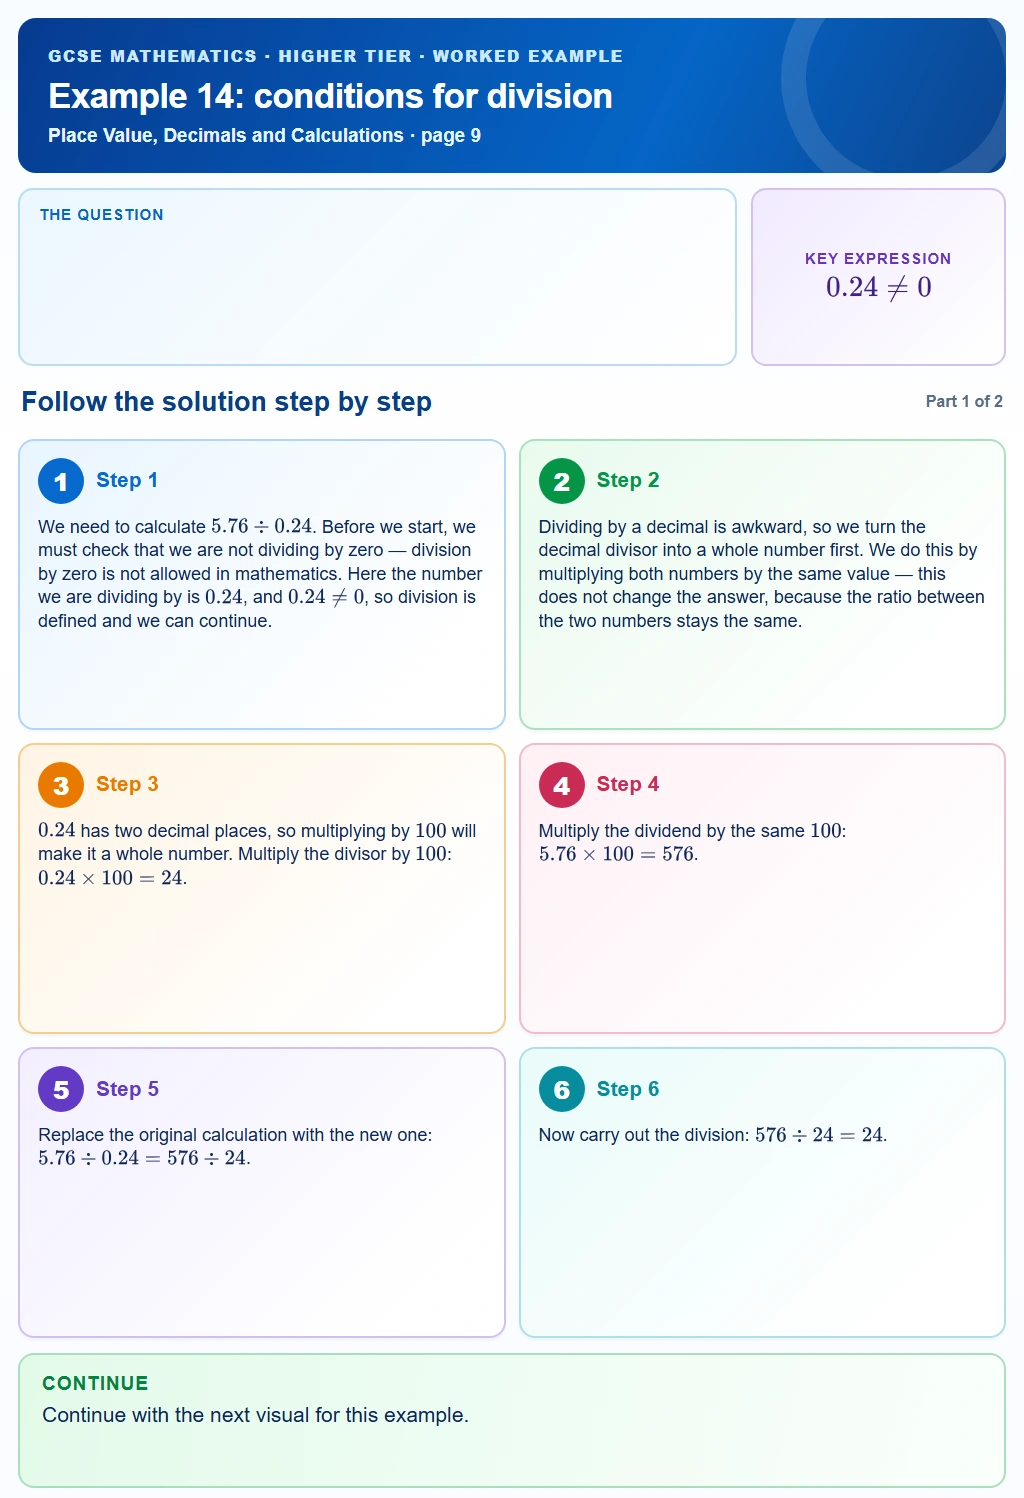 GCSE MATHEMATICS · HIGHER TIER · WORKED EXAMPLE
Example 14: conditions for division
Place Value, Decimals and Calculations · page 9
THE QUESTION
KEY EXPRESSION
0.24 ≠ 0
Follow the solution step by step
Part 1 of 2
1 Step 1
We need to calculate 5.76 ÷ 0.24. Before we start, we
must check that we are not dividing by zero — division
by zero is not allowed in mathematics. Here the number
we are dividing by is 0.24, and 0.24 ≠ 0, so division is
defined and we can continue.
2 Step 2
Dividing by a decimal is awkward, so we turn the
decimal divisor into a whole number first. We do this by
multiplying both numbers by the same value — this
does not change the answer, because the ratio between
the two numbers stays the same.
3 Step 3
0.24 has two decimal places, so multiplying by 100 will
make it a whole number. Multiply the divisor by 100:
0.24 × 100 = 24.
4 Step 4
Multiply the dividend by the same 100:
5.76 × 100 = 576.
5 Step 5
Replace the original calculation with the new one:
5.76 ÷ 0.24 = 576 ÷ 24.
6 Step 6
Now carry out the division: 576 ÷ 24 = 24.
CONTINUE
Continue with the next visual for this example.